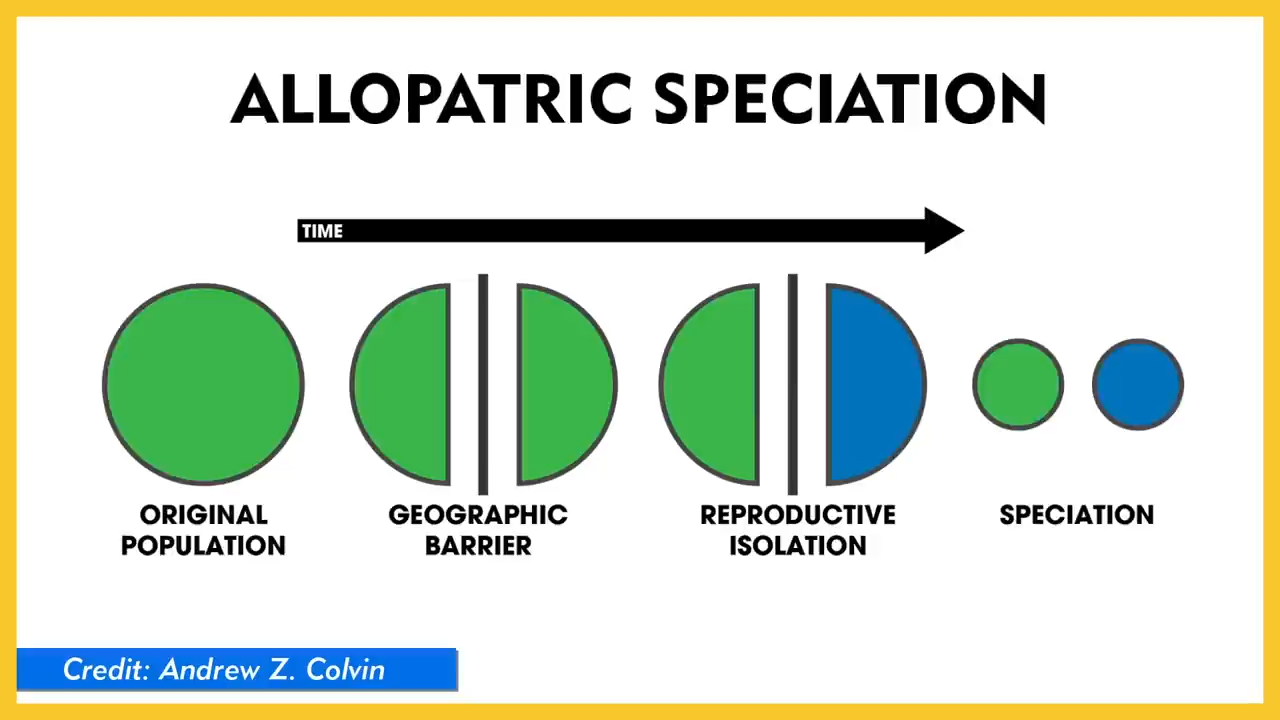 ALLOPATRIC SPECIATION
TIME
ORIGINAL
POPULATION
GEOGRAPHIC
BARRIER
REPRODUCTIVE
ISOLATION
SPECIATION
Credit: Andrew Z. Colvin